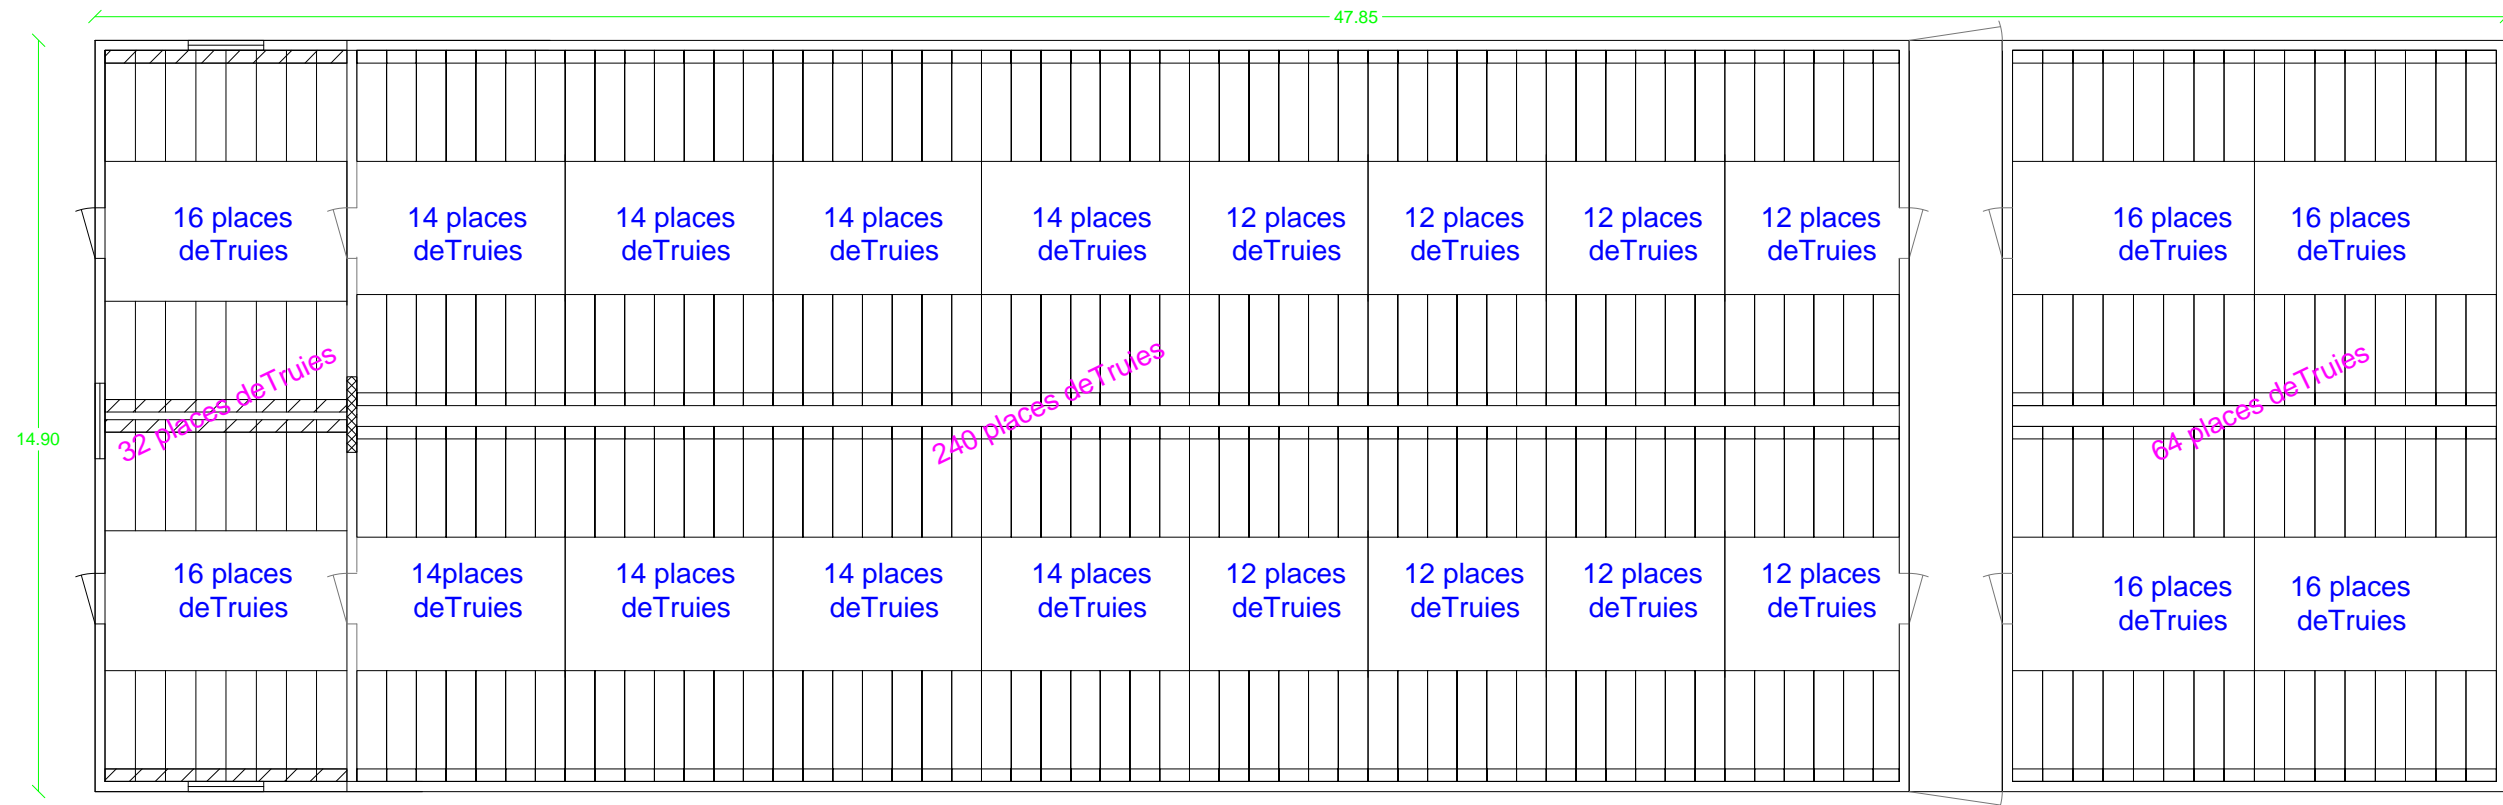 47.85
16 places
deTruies
14 places
deTruies
14 places
deTruies
14 places
deTruies
14 places
deTruies
12 places
deTruies
12 places
deTruies
12 places
deTruies
12 places
deTruies
16 places
deTruies
16 places
deTruies
32 places deTruies
240 places deTruies
64 places deTruies
14.90
16 places
deTruies
14places
deTruies
14 places
deTruies
14 places
deTruies
14 places
deTruies
12 places
deTruies
12 places
deTruies
12 places
deTruies
12 places
deTruies
16 places
deTruies
16 places
deTruies